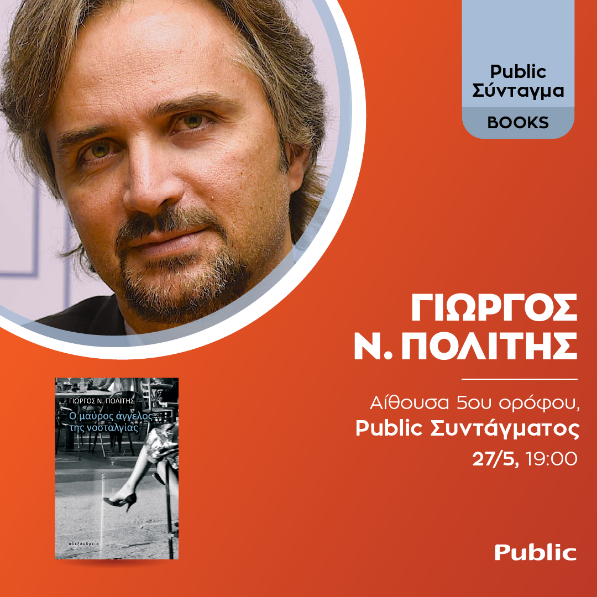 Public
Σύνταγμα
BOOKS
ΓΙΩΡΓΟΣ
Ν. ΠΟΛΙΤΗΣ
Αίθουσα 5ου ορόφου,
Public Συντάγματος
27/5, 19:00
ΓΙΩΡΓΟΣ Ν. ΠΟΛΙΤΗΣ
Ο μαύρος άγγελος
της νοσταλγίας
αλεξάνδρεια
Public